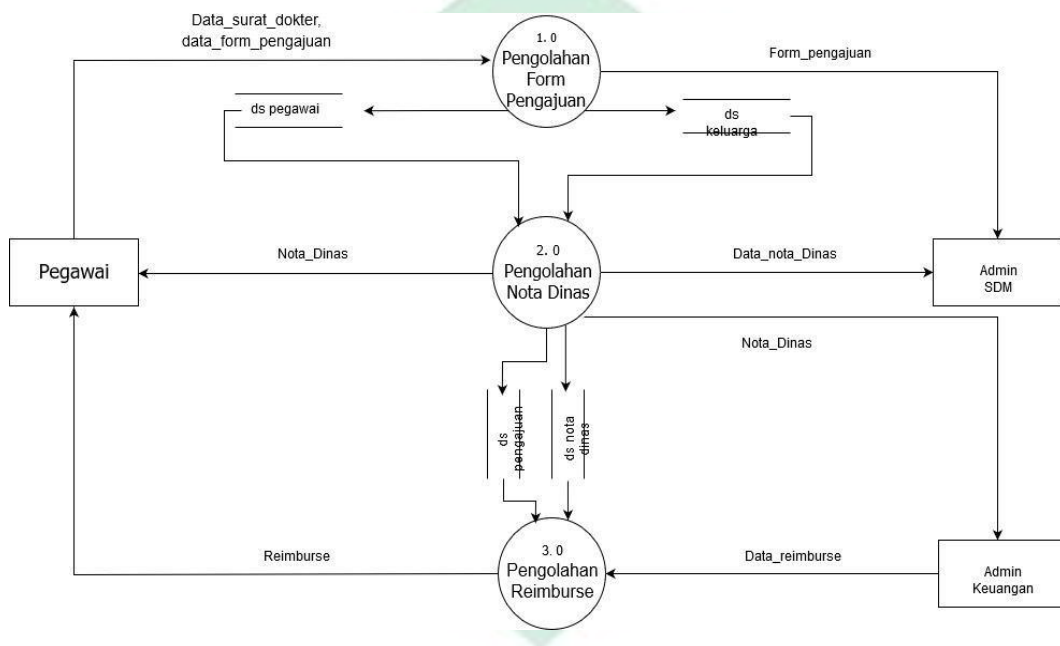 Data_surat_dokter,
data_form_pengajuan
1. 0
Pengolahan
Form
Pengajuan
Form_pengajuan
ds pegawai
ds
keluarga
Pegawai
Nota_Dinas
2. 0
Pengolahan
Nota Dinas
Data_nota_Dinas
Admin
SDM
Nota_Dinas
ds
pengajuan
ds nota
dinas
Reimburse
3. 0
Pengolahan
Reimburse
Data_reimburse
Admin
Keuangan